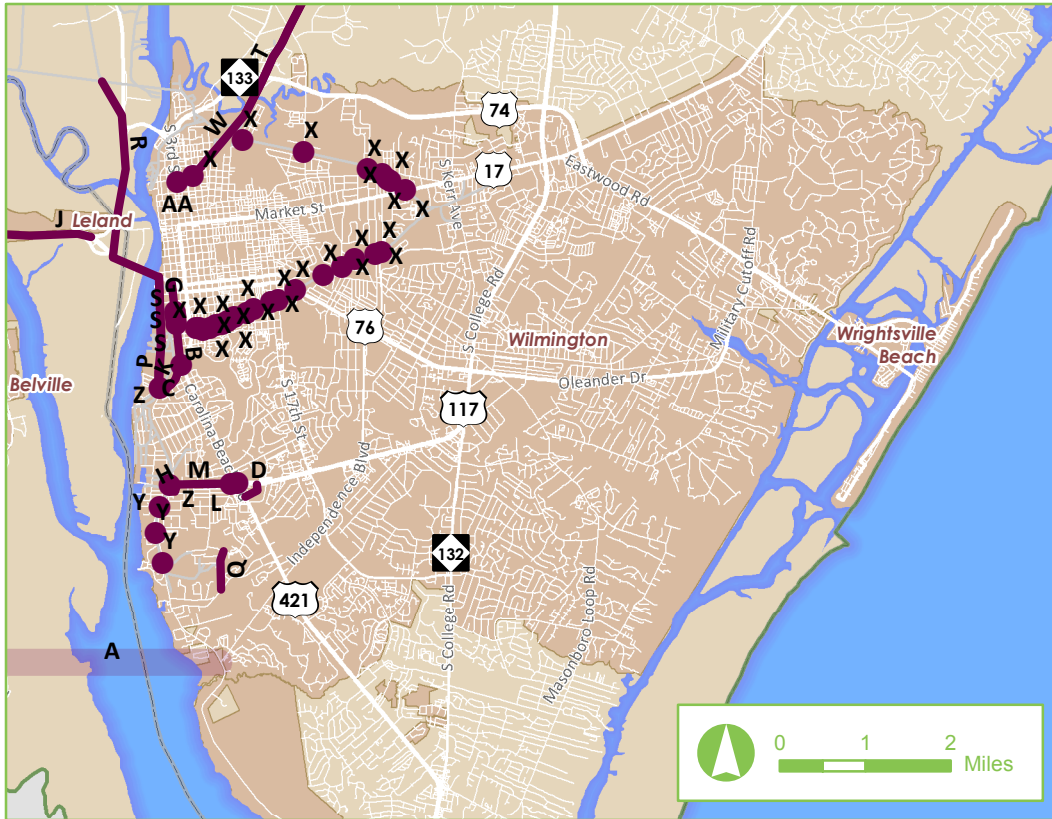 T
133
74
X
W
X
S 3rd St
R
X
X
X
X
S Kerr Ave
17
Eastwood Rd
AA
X
X
Market St
J
Leland
X
X
X
X
X
X
X
G
X
S
X
X
X
X
X
S
X
X
X
S
B
76
S College Rd
Wilmington
Military Cutoff Rd
Wrightsville
Beach
P
K
C
Z
Belville
Oleander Dr
Carolina Beach
S 17th St
117
H
M
D
Z
L
Independence Blvd
Y
Y
Y
Q
132
421
S College Rd
Masonboro Loop Rd
A
0 1 2
Miles